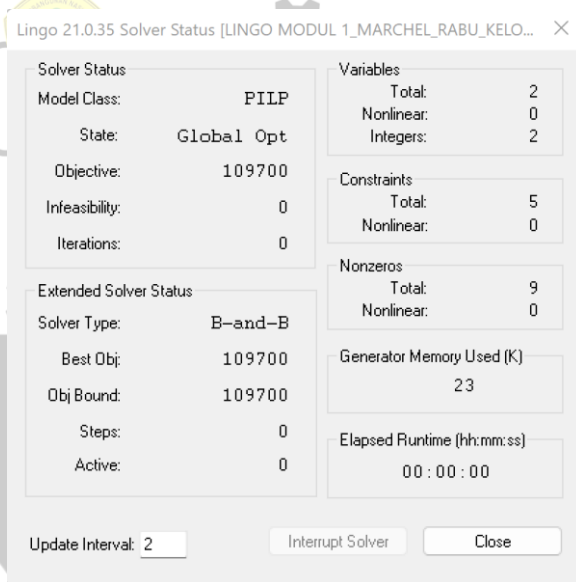 Lingo 21.0.35 Solver Status [LINGO MODUL 1_MARCHEL_RABU_KELO...
Solver Status
Model Class: PILP
State: Global Opt
Objective: 109700
Infeasibility: 0
Iterations: 0
Extended Solver Status
Solver Type: B-and-B
Best Obj: 109700
Obj Bound: 109700
Steps: 0
Active: 0
Variables
Total: 2
Nonlinear: 0
Integers: 2
Constraints
Total: 5
Nonlinear: 0
Nonzeros
Total: 9
Nonlinear: 0
Generator Memory Used (K)
23
Elapsed Runtime (hh:mm:ss)
00:00:00
Update Interval: 2
Interrupt Solver
Close